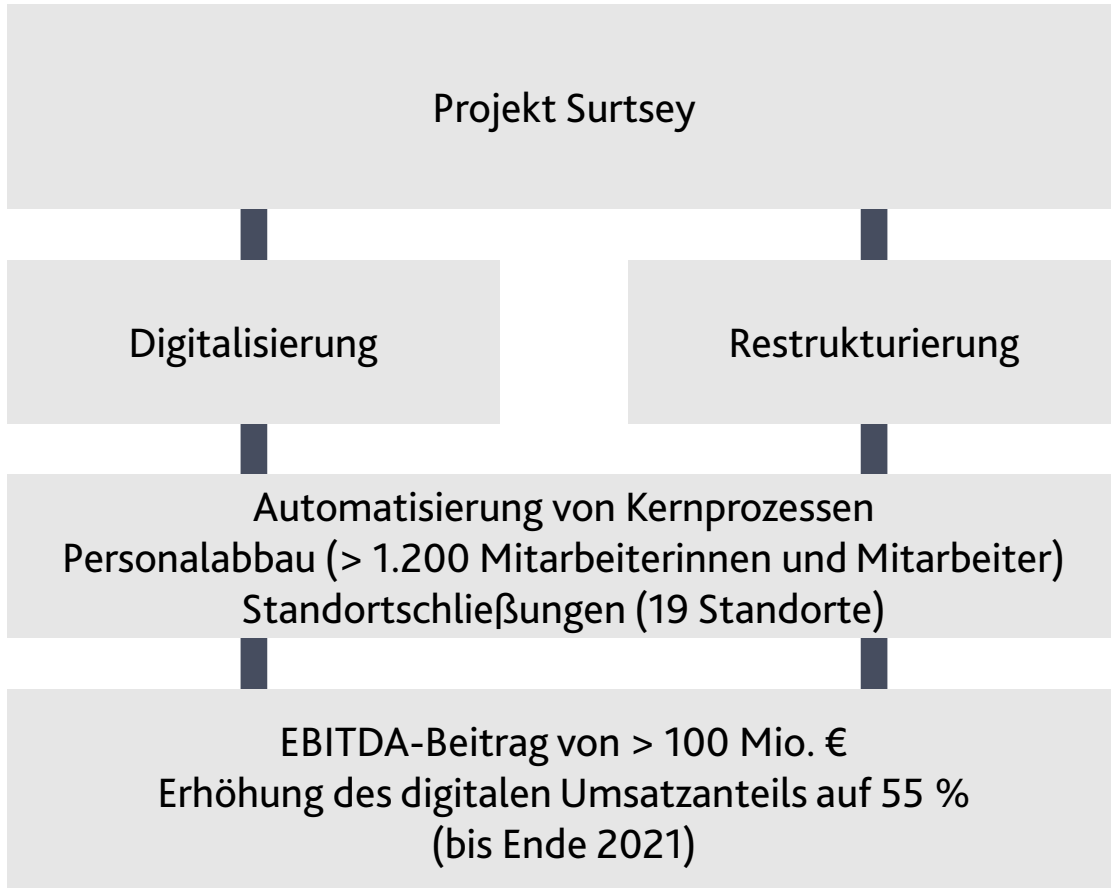 Projekt Surtsey
Digitalisierung
Restrukturierung
Automatisierung von Kernprozessen
Personalabbau (> 1.200 Mitarbeiterinnen und Mitarbeiter)
Standortschließungen (19 Standorte)
EBITDA-Beitrag von > 100 Mio. €
Erhöhung des digitalen Umsatzanteils auf 55 %
(bis Ende 2021)